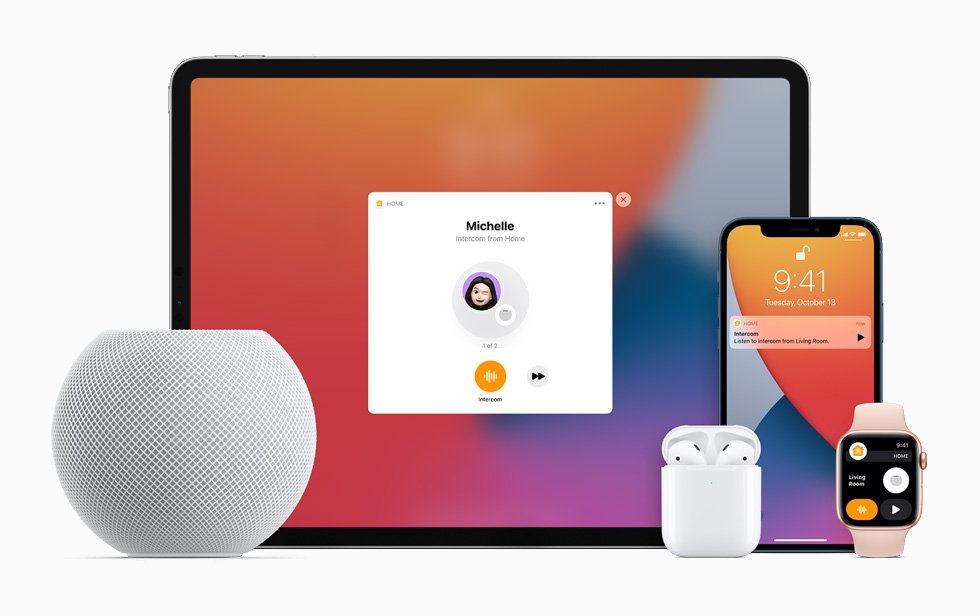 HOME
Michelle
Intercom from Home
1 of 2
Intercom
9:41
Tuesday, October 13
HOME
now
Intercom
Listen to intercom from Living Room.
9:41
HOME
Living
Room